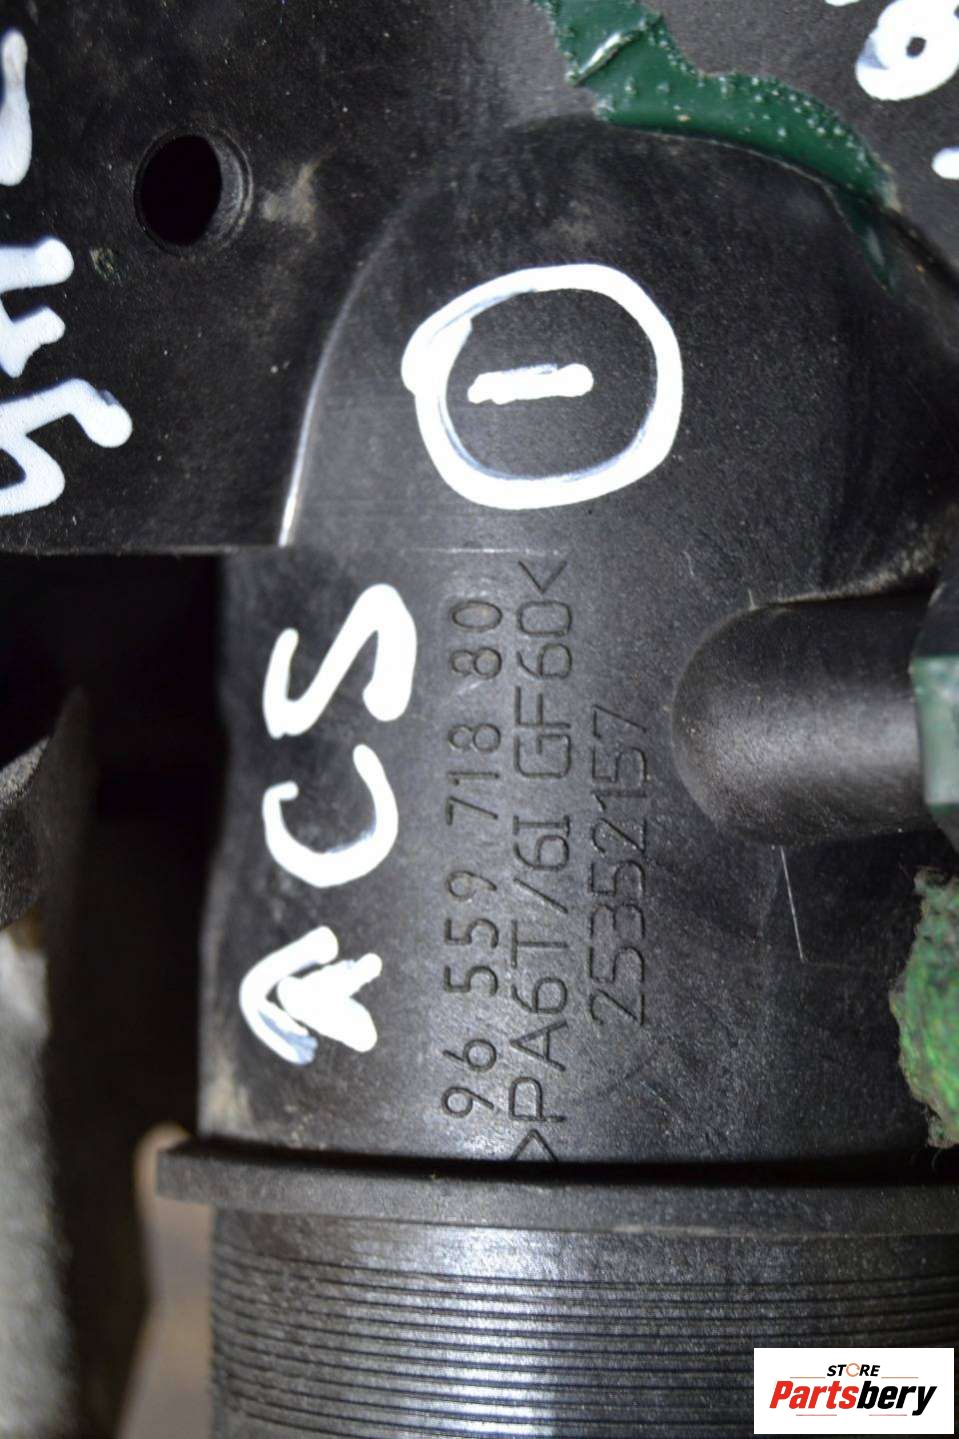 ACS
96 559 718 80
>PA6T/6I GF60<
25352157
STORE
Partsbery